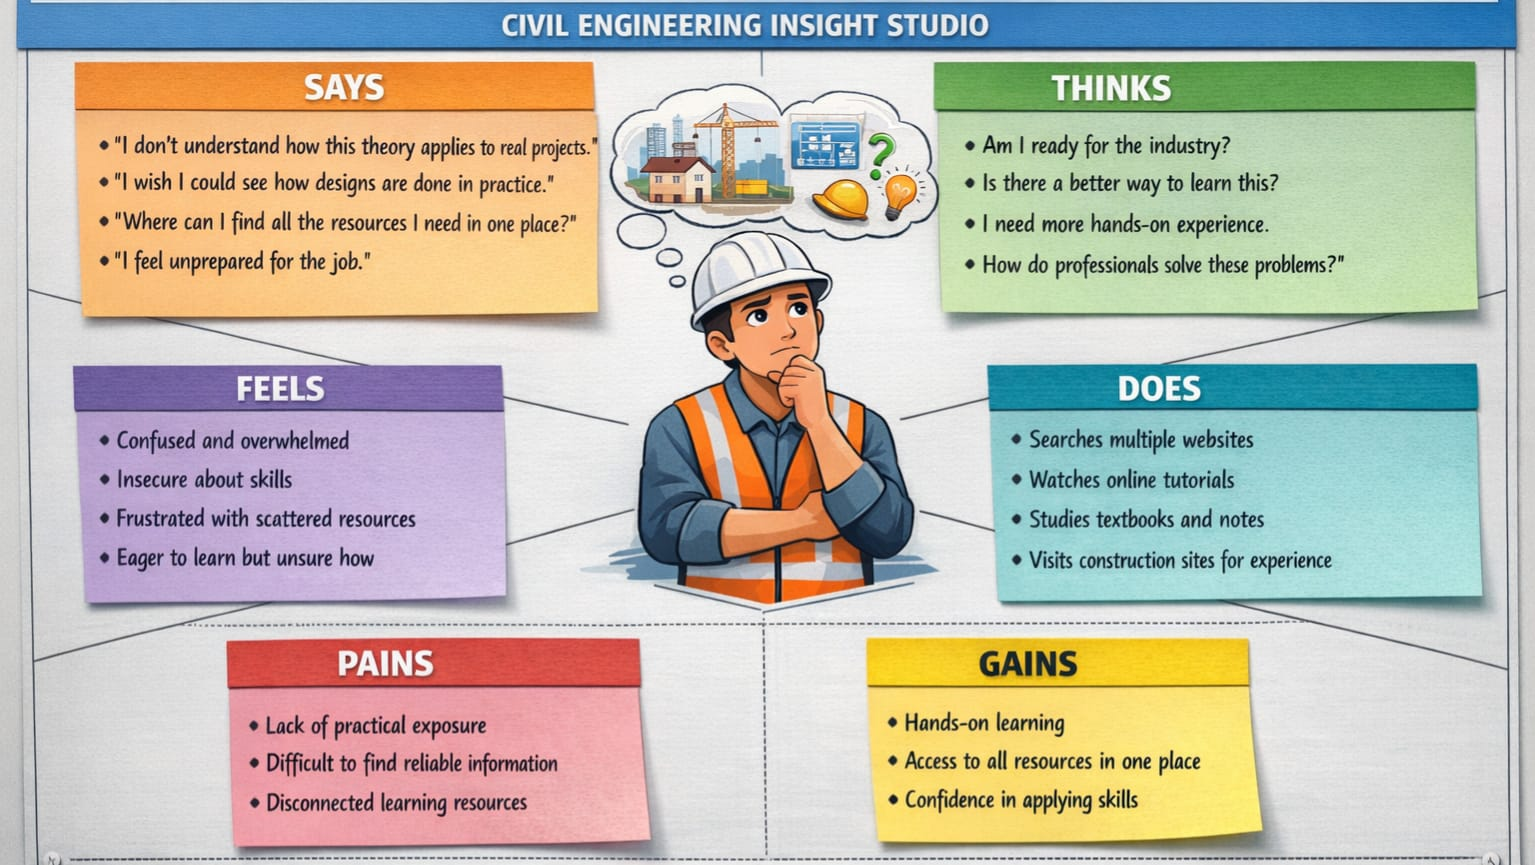 CIVIL ENGINEERING INSIGHT STUDIO
SAYS
• "I don't understand how this theory applies to real projects."
• "I wish I could see how designs are done in practice."
• "Where can I find all the resources I need in one place?"
• "I feel unprepared for the job."
THINKS
• Am I ready for the industry?
• Is there a better way to learn this?
• I need more hands-on experience.
• How do professionals solve these problems?"
FEELS
• Confused and overwhelmed
• Insecure about skills
• Frustrated with scattered resources
• Eager to learn but unsure how
DOES
• Searches multiple websites
• Watches online tutorials
• Studies textbooks and notes
• Visits construction sites for experience
PAINS
• Lack of practical exposure
• Difficult to find reliable information
• Disconnected learning resources
GAINS
• Hands-on learning
• Access to all resources in one place
• Confidence in applying skills